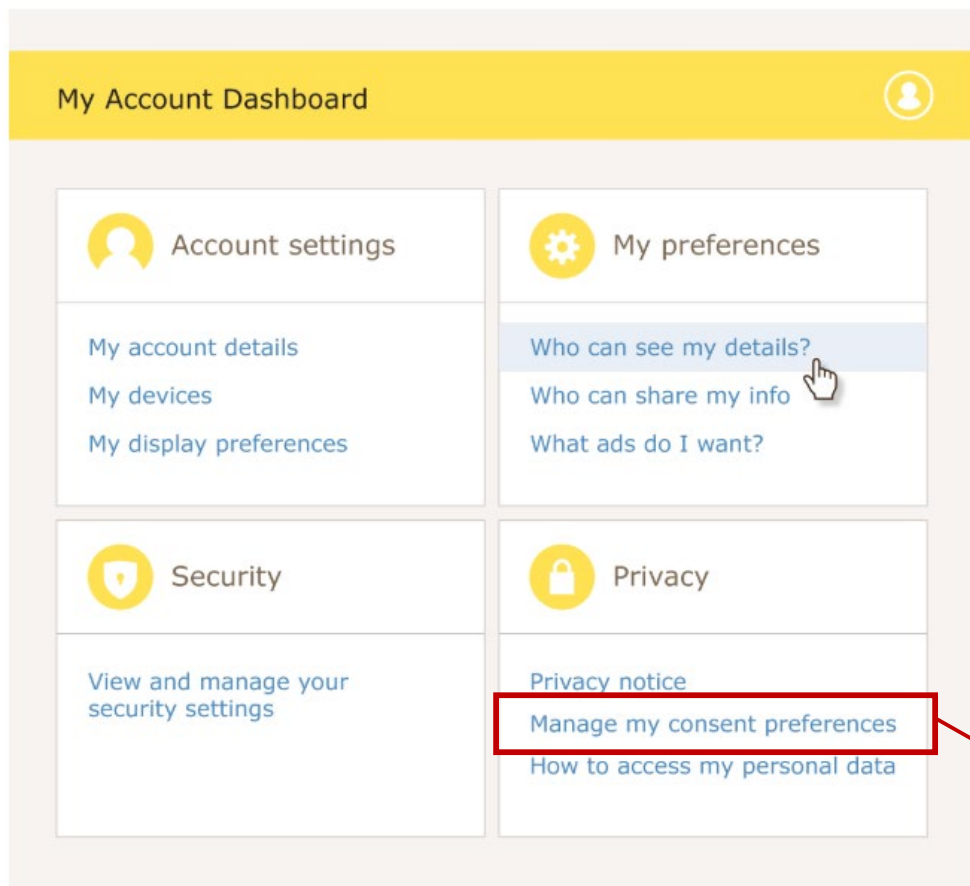 My Account Dashboard
Account settings
My account details
My devices
My display preferences
My preferences
Who can see my details?
Who can share my info
What ads do I want?
Security
View and manage your
security settings
Privacy
Privacy notice
Manage my consent preferences
How to access my personal data